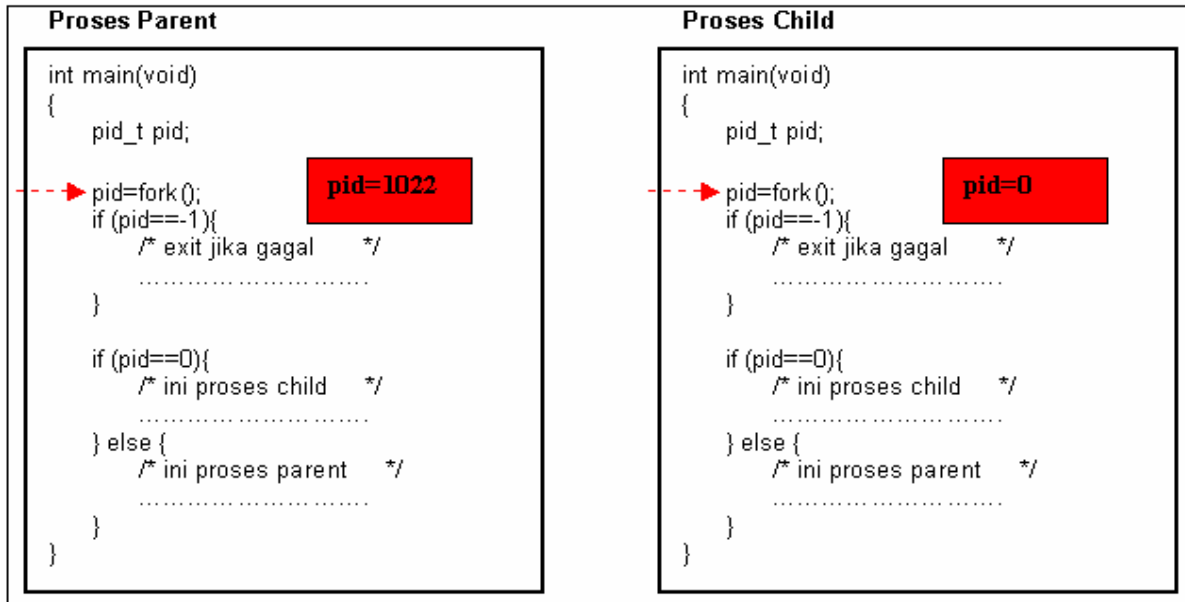 Proses Parent
int main(void)
{
pid_t pid;
pid=fork();
pid=1022
if (pid==-1){
/* exit jika gagal */
...........................
}
if (pid==0){
/* ini proses child */
...........................
} else {
/* ini proses parent */
...........................
}
}
Proses Child
int main(void)
{
pid_t pid;
pid=fork();
pid=0
if (pid==-1){
/* exit jika gagal */
...........................
}
if (pid==0){
/* ini proses child */
...........................
} else {
/* ini proses parent */
...........................
}
}